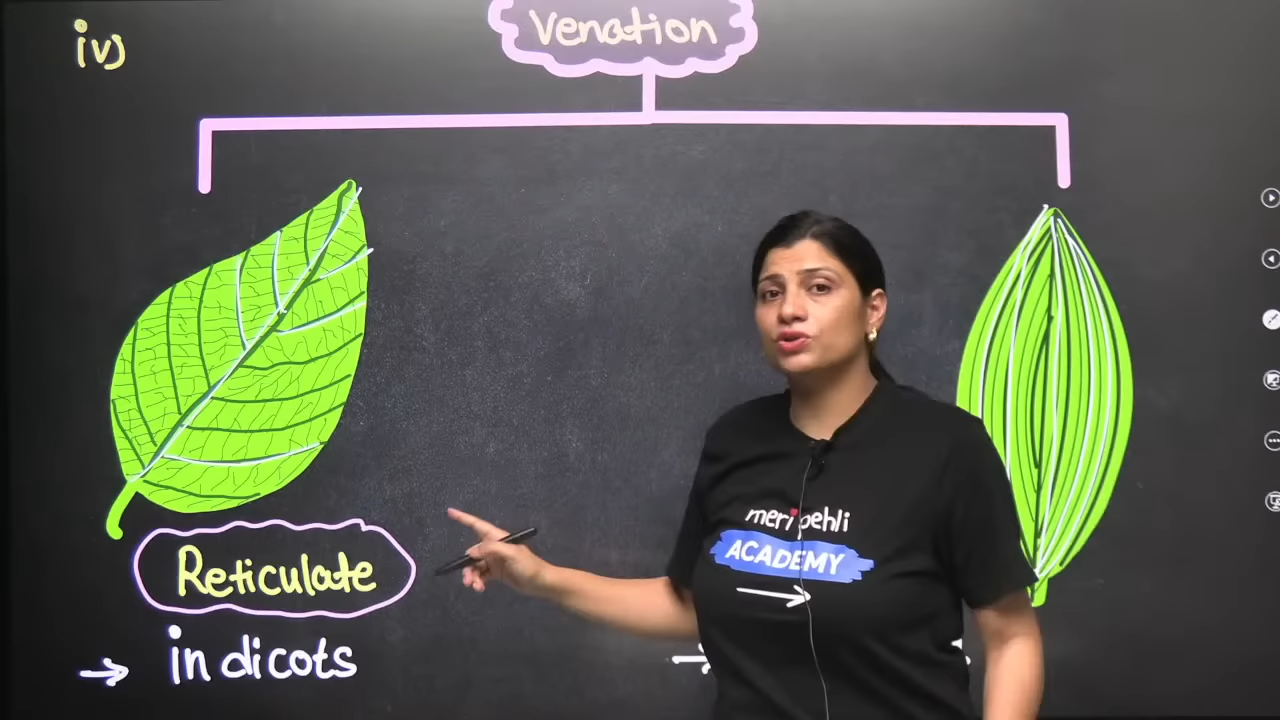 iv)
Venation
Reticulate
→ in dicots
meri pehli
ACADEMY